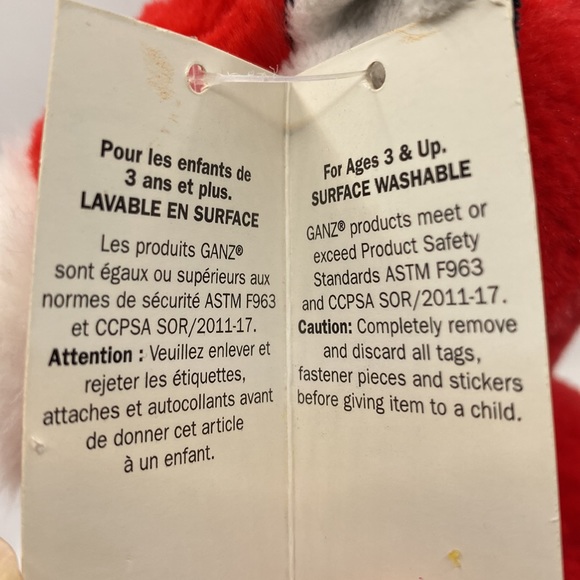 Pour les enfants de
3 ans et plus.
LAVABLE EN SURFACE
Les produits GANZ®
sont égaux ou supérieurs aux
normes de sécurité ASTM F963
et CCPSA SOR/2011-17.
Attention : Veuillez enlever et
rejeter les étiquettes,
attaches et autocollants avant
de donner cet article
à un enfant.
For Ages 3 & Up.
SURFACE WASHABLE
GANZ® products meet or
exceed Product Safety
Standards ASTM F963
and CCPSA SOR/2011-17.
Caution: Completely remove
and discard all tags,
fastener pieces and stickers
before giving item to a child.